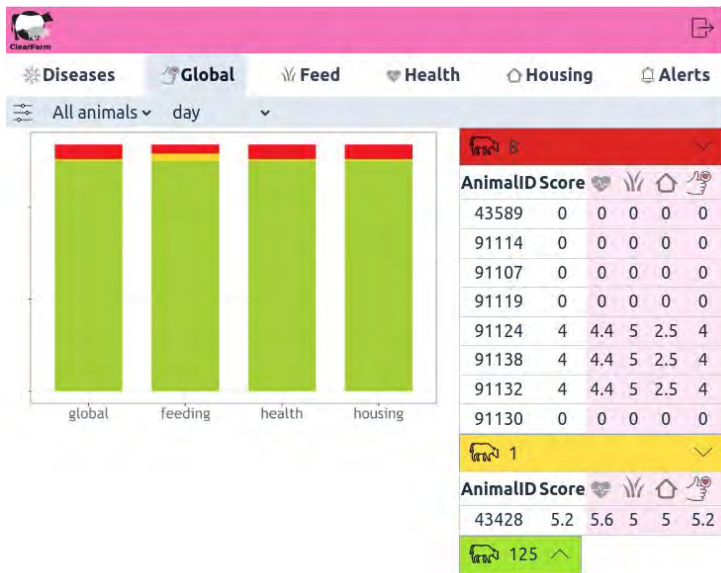 ClearFarm
Diseases Global Feed Health Housing Alerts
All animals day
global feeding health housing
8
AnimalID Score
43589 0 0 0 0 0
91114 0 0 0 0 0
91107 0 0 0 0 0
91119 0 0 0 0 0
91124 4 4.4 5 2.5 4
91138 4 4.4 5 2.5 4
91132 4 4.4 5 2.5 4
91130 0 0 0 0 0
1
AnimalID Score
43428 5.2 5.6 5 5 5.2
125